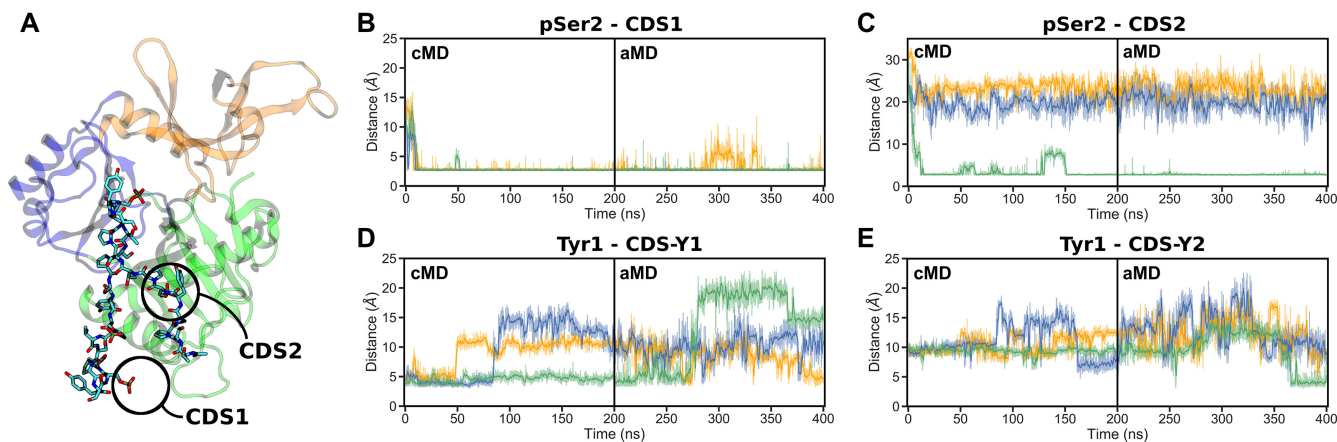 A
CDS2
CDS1
B
pSer2 - CDS1
cMD
aMD
Distance (Å)
25
20
15
10
5
0
0 50 100 150 200 250 300 350 400
Time (ns)
C
pSer2 - CDS2
cMD
aMD
Distance (Å)
30
20
10
0
0 50 100 150 200 250 300 350 400
Time (ns)
D
Tyr1 - CDS-Y1
cMD
aMD
Distance (Å)
25
20
15
10
5
0
0 50 100 150 200 250 300 350 400
Time (ns)
E
Tyr1 - CDS-Y2
cMD
aMD
Distance (Å)
25
20
15
10
5
0
0 50 100 150 200 250 300 350 400
Time (ns)